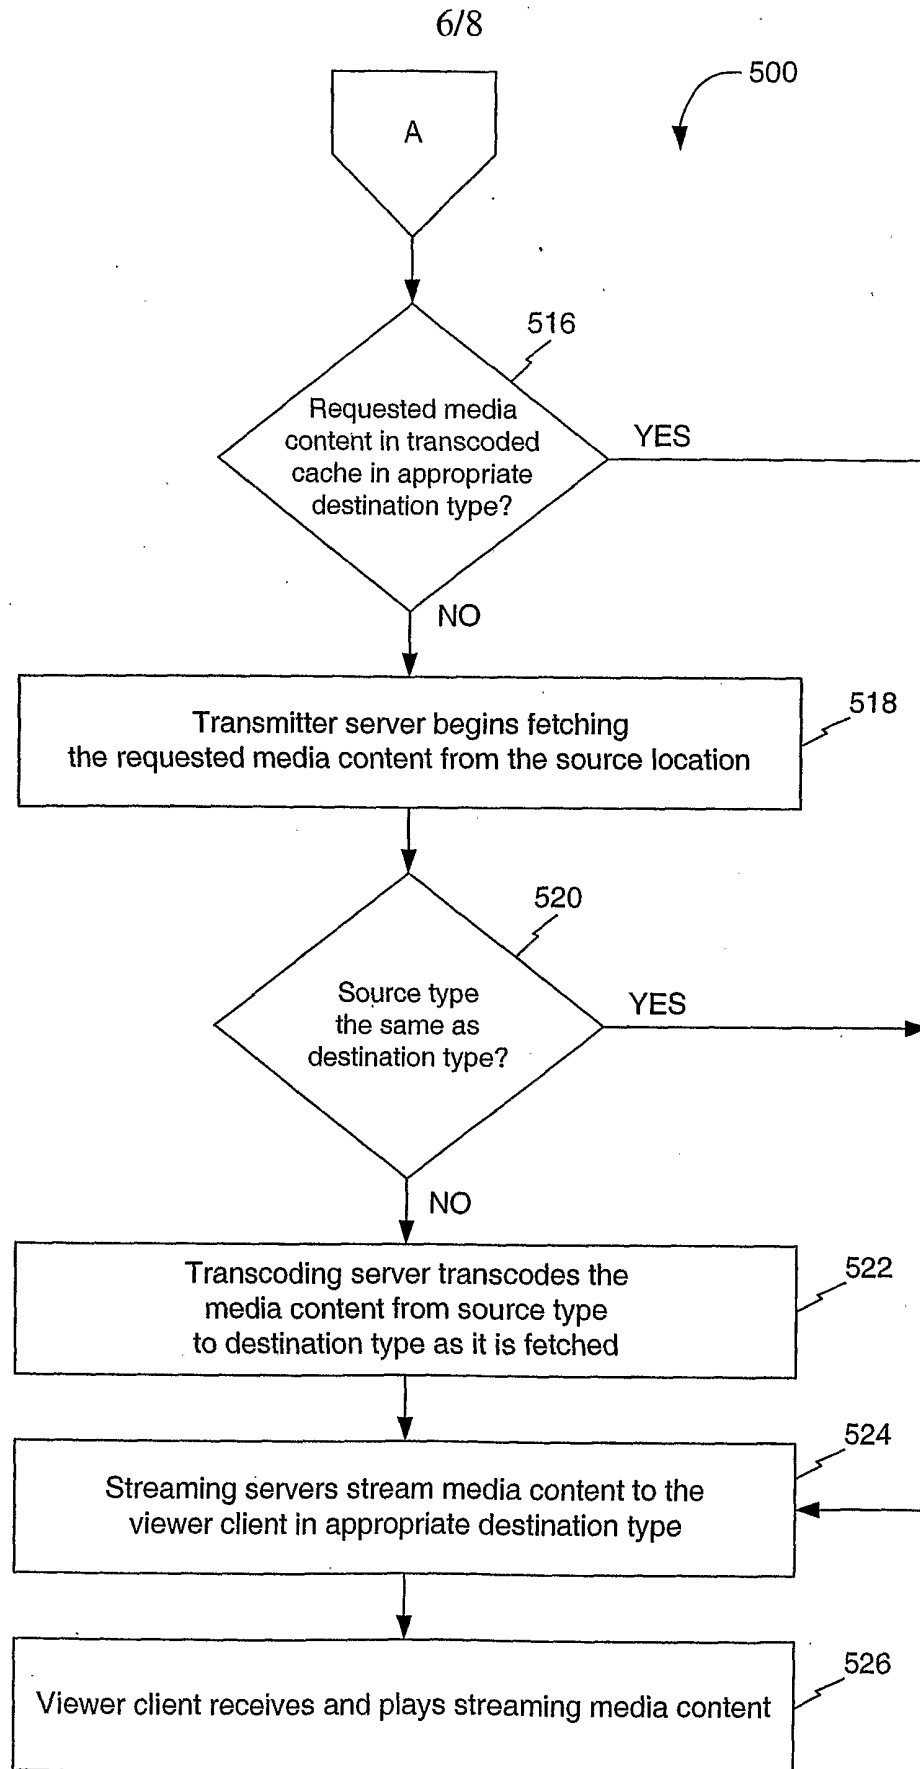 6/8
500
A
516
Requested media
content in transcoded
cache in appropriate
destination type?
YES
NO
518
Transmitter server begins fetching
the requested media content from the source location
520
Source type
the same as
destination type?
YES
NO
522
Transcoding server transcodes the
media content from source type
to destination type as it is fetched
524
Streaming servers stream media content to the
viewer client in appropriate destination type
526
Viewer client receives and plays streaming media content